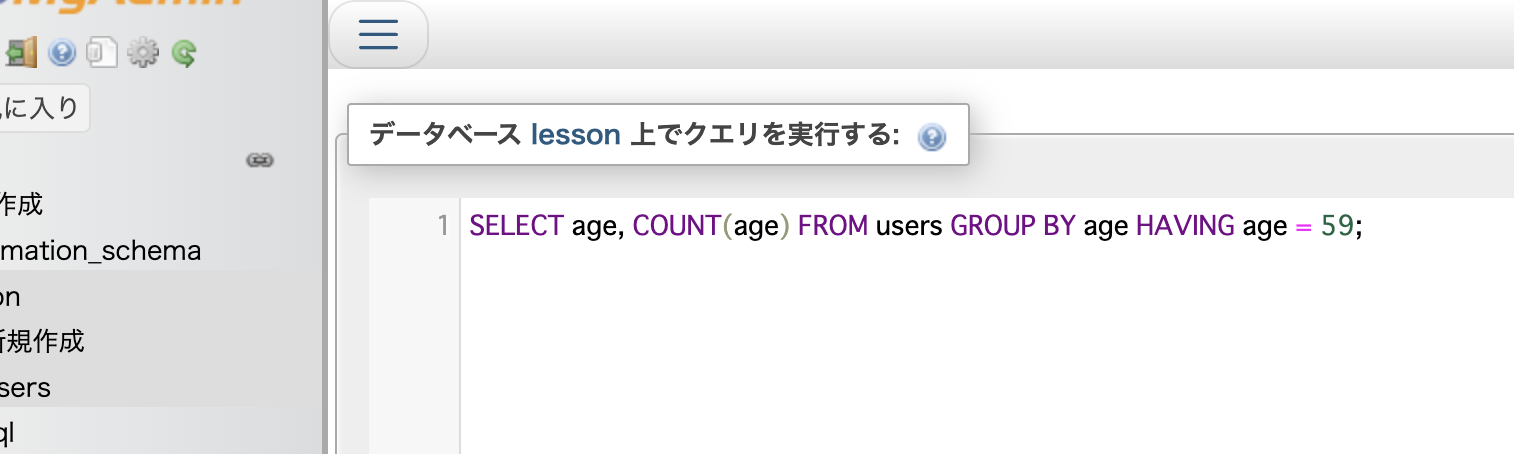 に入り
作成
mation_schema
on
新規作成
sers
ql
データベース lesson 上でクエリを実行する:
1 SELECT age, COUNT(age) FROM users GROUP BY age HAVING age = 59;